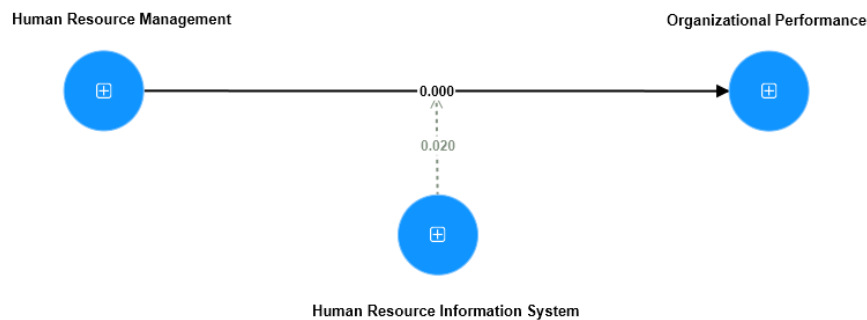 Human Resource Management
Organizational Performance
0.000
0.020
Human Resource Information System